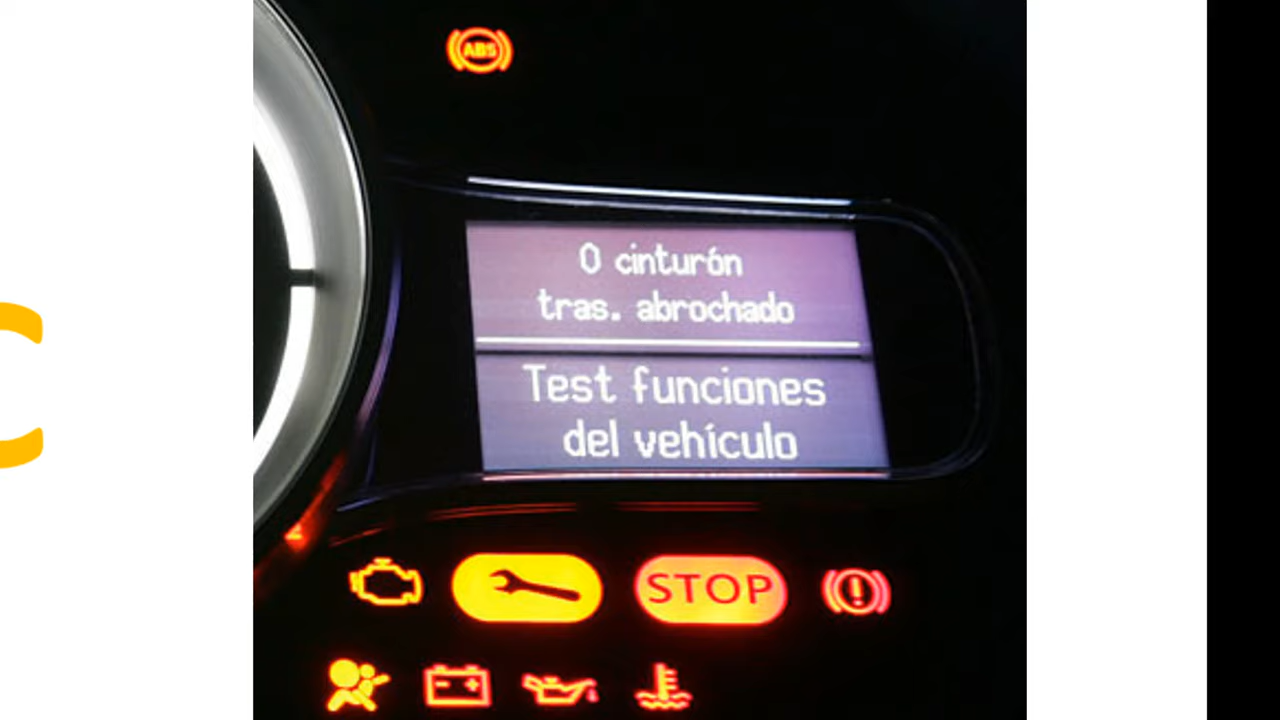 ABS
0 cinturón
tras. abrochado
Test funciones
del vehículo
STOP